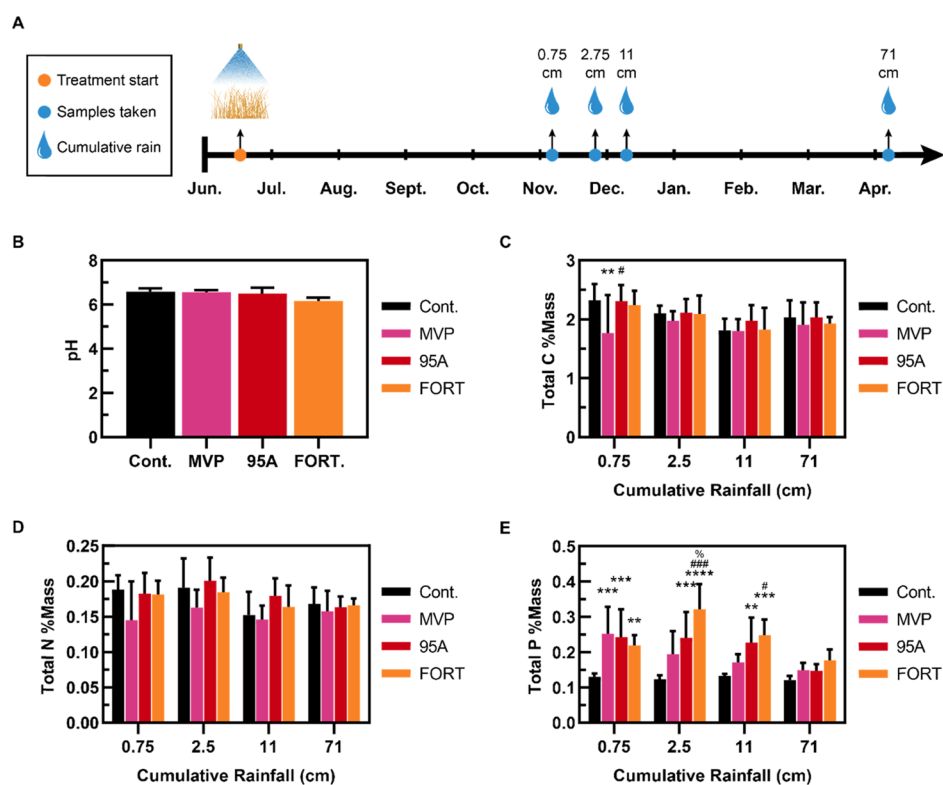 A
Treatment start
Samples taken
Cumulative rain
0.75 cm
2.75 cm
11 cm
71 cm
Jun. Jul. Aug. Sept. Oct. Nov. Dec. Jan. Feb. Mar. Apr.
B
pH
8
6
4
2
0
Cont. MVP 95A FORT.
Cont.
MVP
95A
FORT
C
Total C %Mass
3
2
1
0
** #
0.75 2.5 11 71
Cumulative Rainfall (cm)
Cont.
MVP
95A
FORT
D
Total N %Mass
0.25
0.20
0.15
0.10
0.05
0.00
0.75 2.5 11 71
Cumulative Rainfall (cm)
Cont.
MVP
95A
FORT
E
Total P %Mass
0.5
0.4
0.3
0.2
0.1
0.0
*** *** **
*** **** ### %
** *** #
0.75 2.5 11 71
Cumulative Rainfall (cm)
Cont.
MVP
95A
FORT